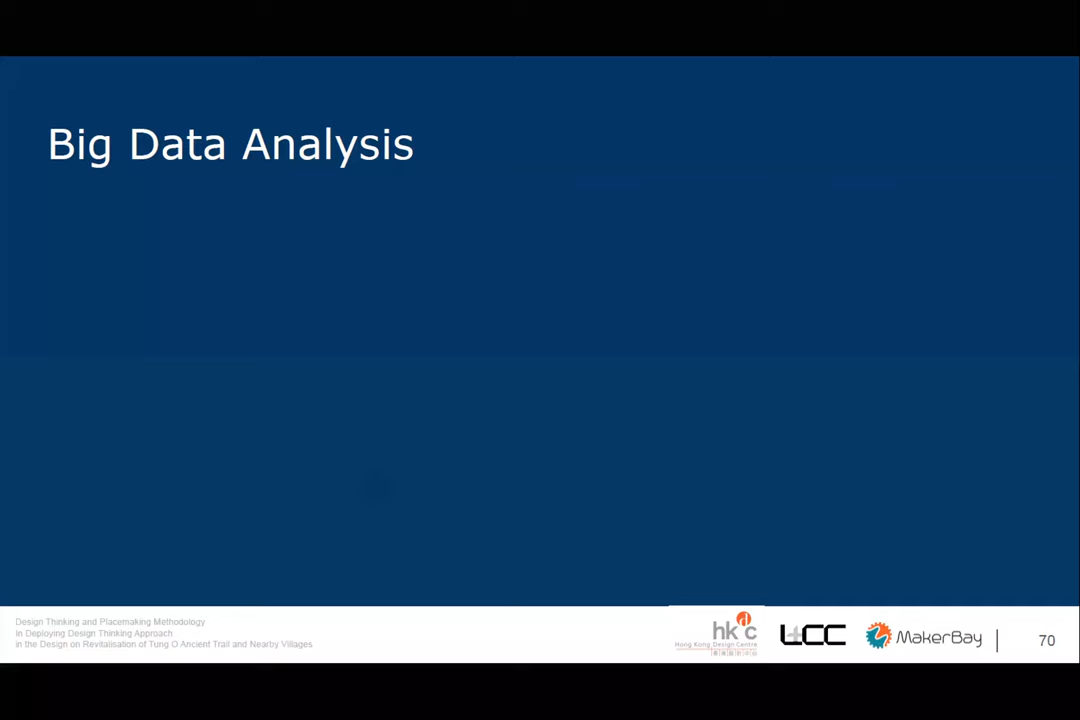 Big Data Analysis
Design Thinking and Placemaking Methodology
In Deploying Design Thinking Approach
in the Design on Revitalisation of Tung O Ancient Trail and Nearby Villages
hkdc
Hong Kong Design Centre
LCC
MakerBay
70